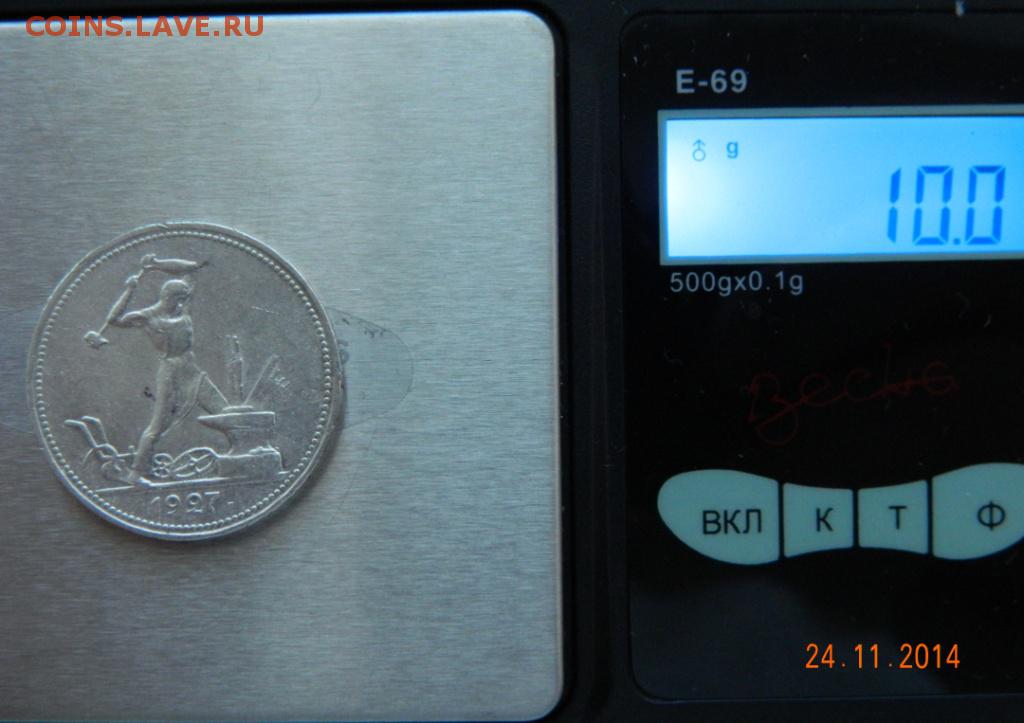 COINS.LAVE.RU
E-69
g
10.0
500gx0.1g
ВКЛ К Т Ф
1927
24.11.2014